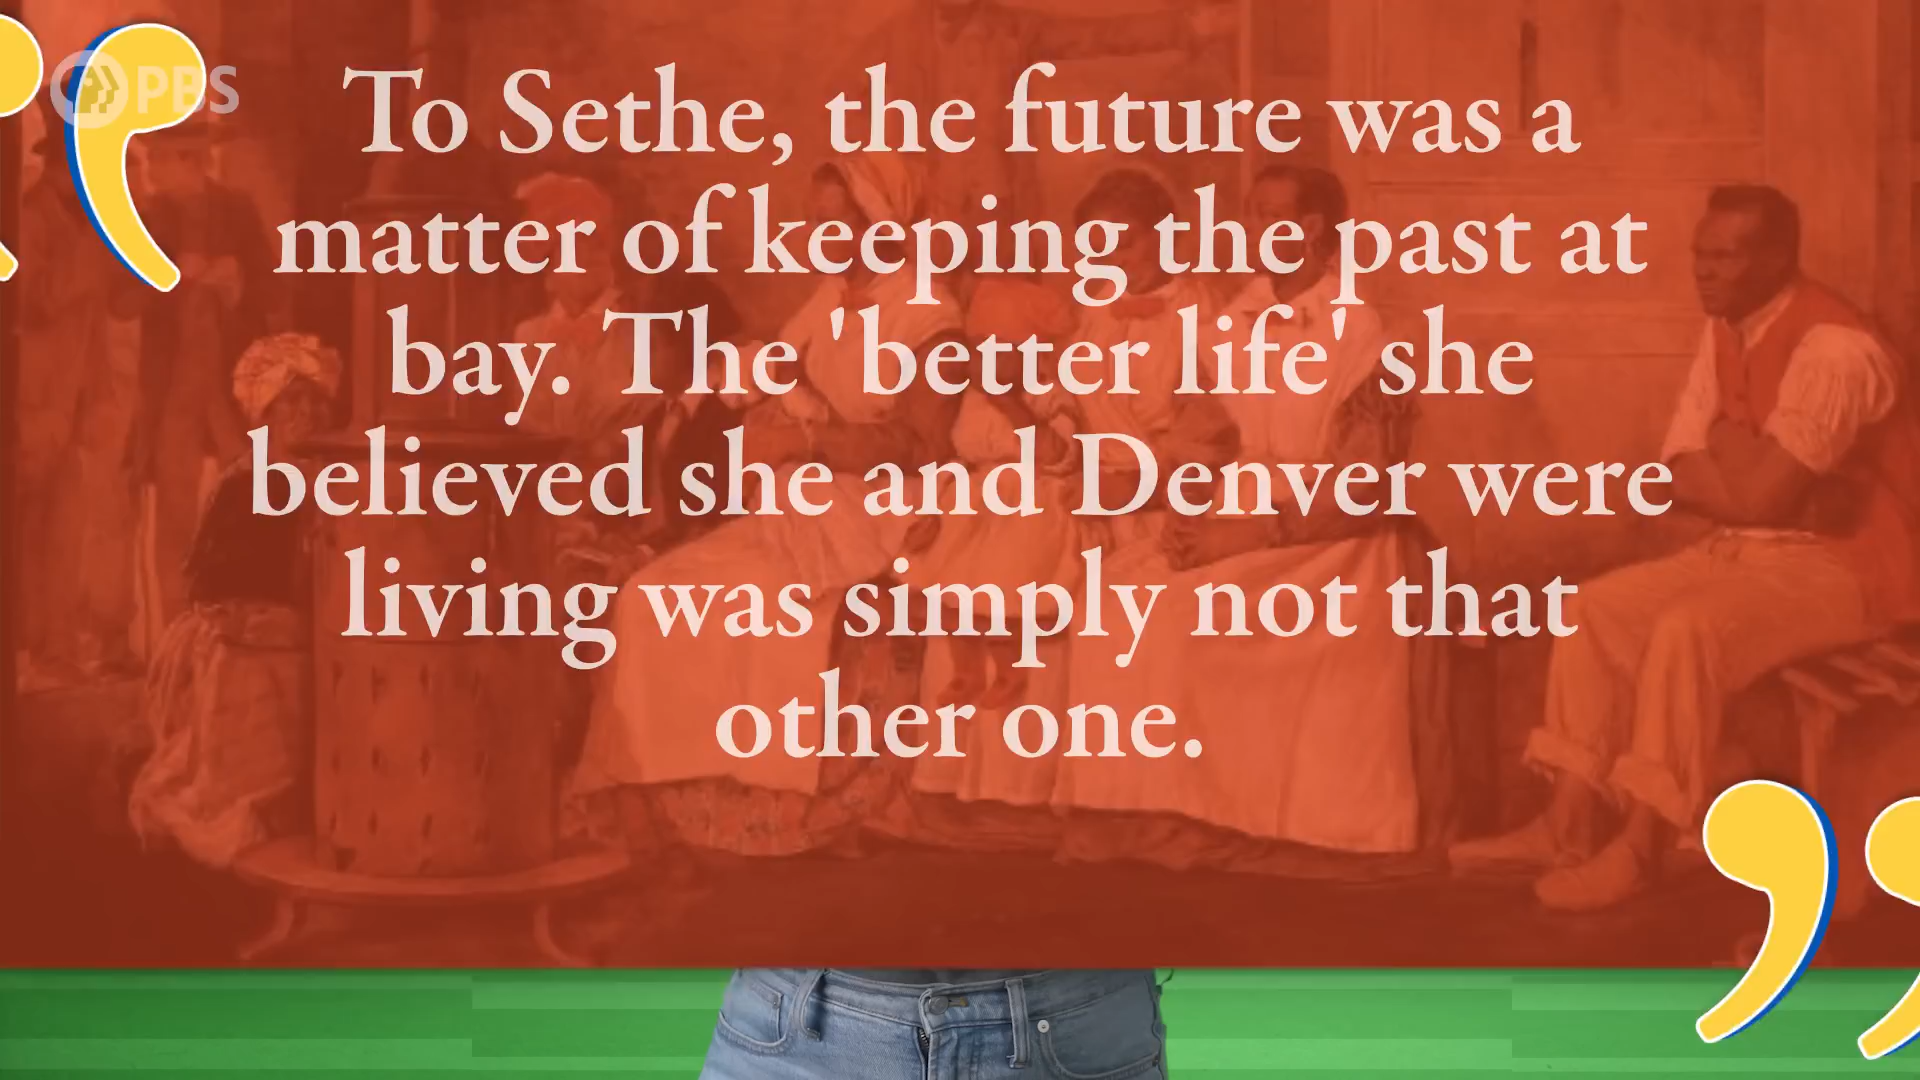 PBS
To Sethe, the future was a
matter of keeping the past at
bay. The 'better life' she
believed she and Denver were
living was simply not that
other one.